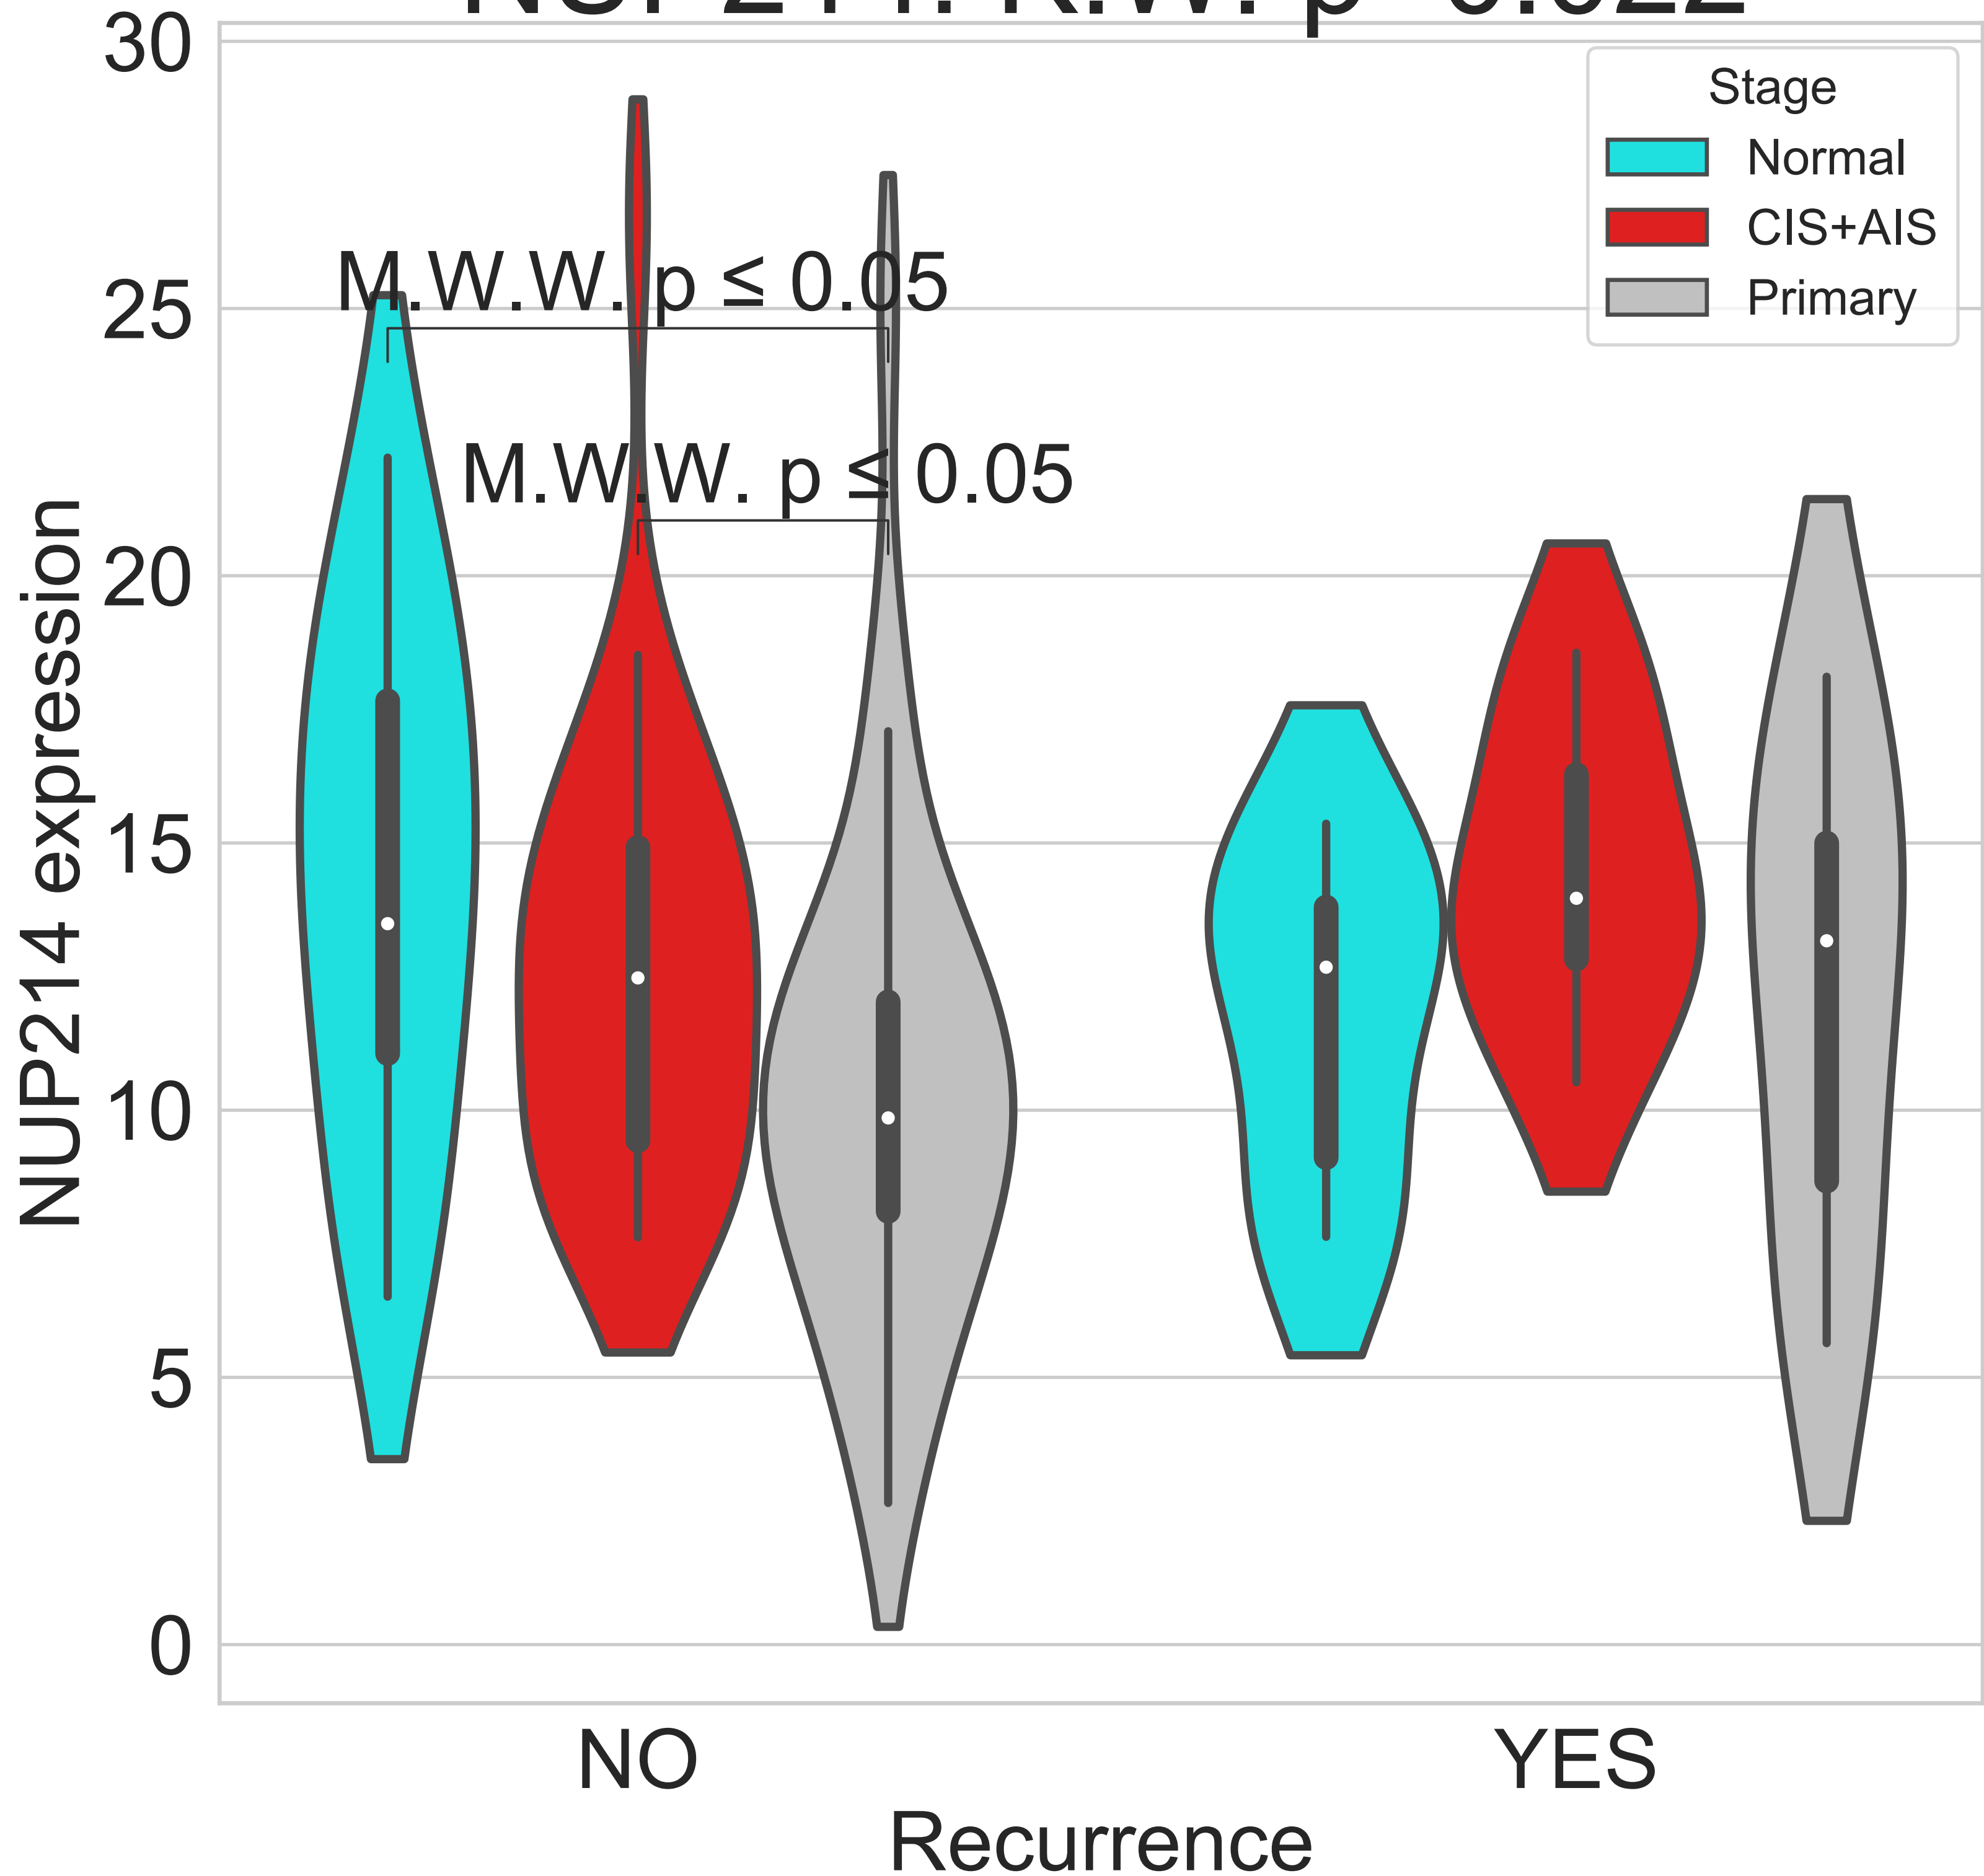 30
25
20
15
10
5
0
NUP214 expression
Stage
Normal
CIS+AIS
Primary
M.W.W. p ≤ 0.05
M.W.W. p ≤ 0.05
NO
YES
Recurrence